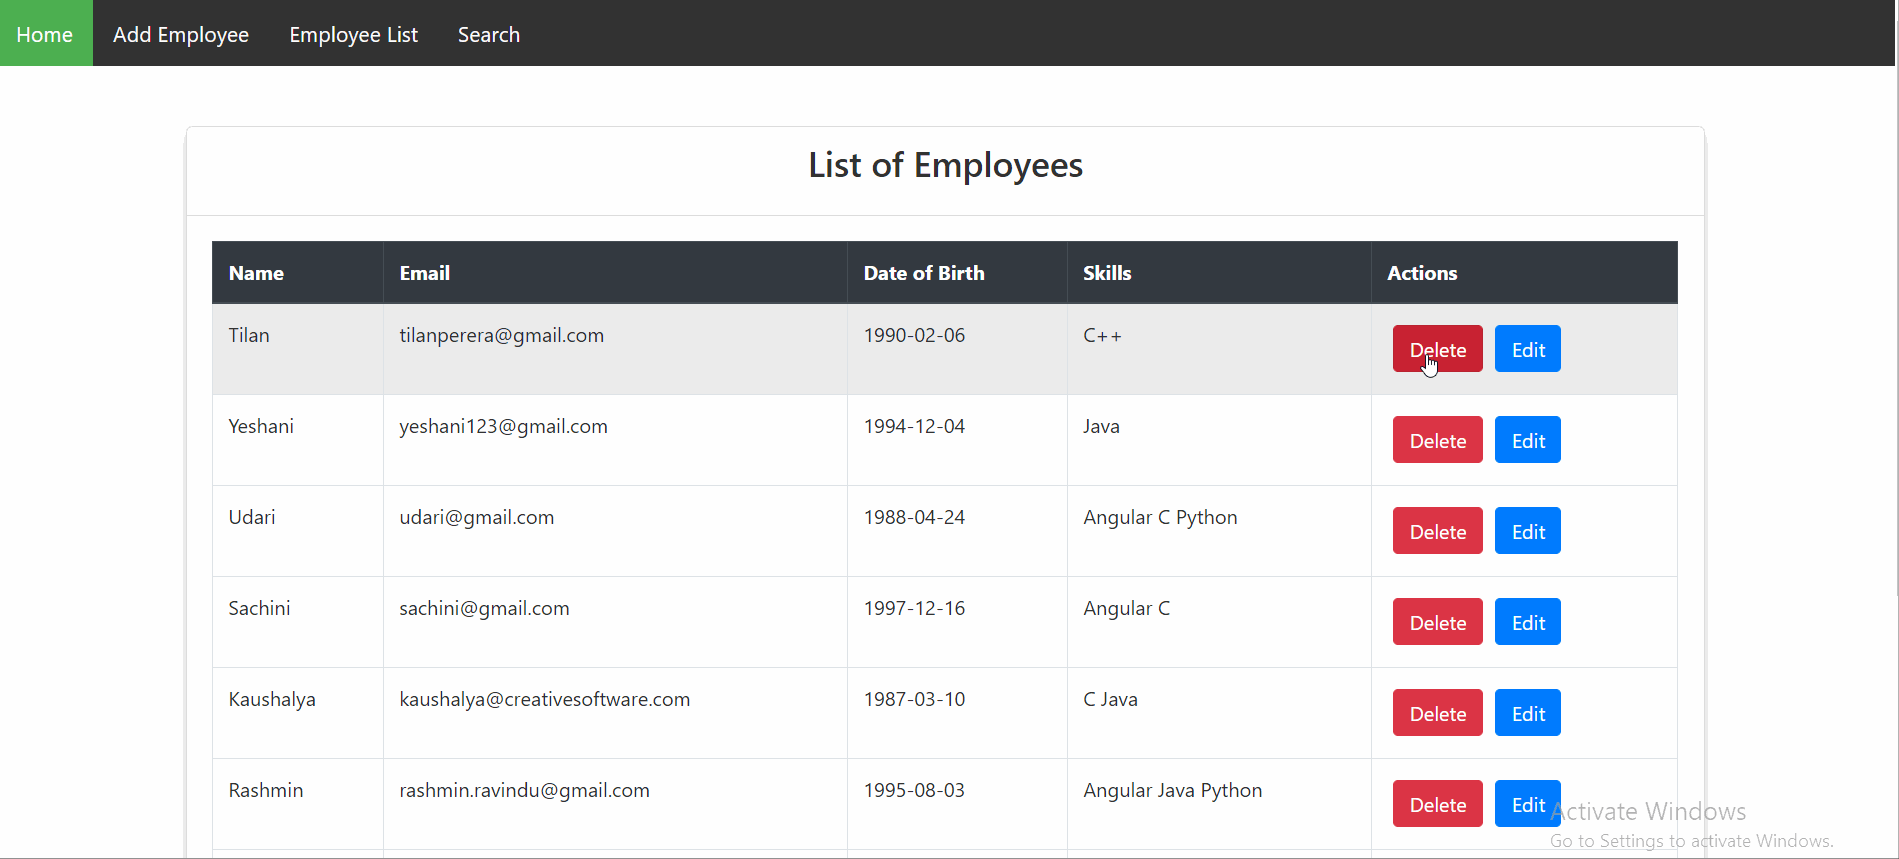 Home Add Employee Employee List Search
List of Employees
Name Email Date of Birth Skills Actions
Tilan tilanperera@gmail.com 1990-02-06 C++ Delete Edit
Yeshani yeshani123@gmail.com 1994-12-04 Java Delete Edit
Udari udari@gmail.com 1988-04-24 Angular C Python Delete Edit
Sachini sachini@gmail.com 1997-12-16 Angular C Delete Edit
Kaushalya kaushalya@creativesoftware.com 1987-03-10 C Java Delete Edit
Rashmin rashmin.ravindu@gmail.com 1995-08-03 Angular Java Python Delete Edit
Activate Windows
Go to Settings to activate Windows.